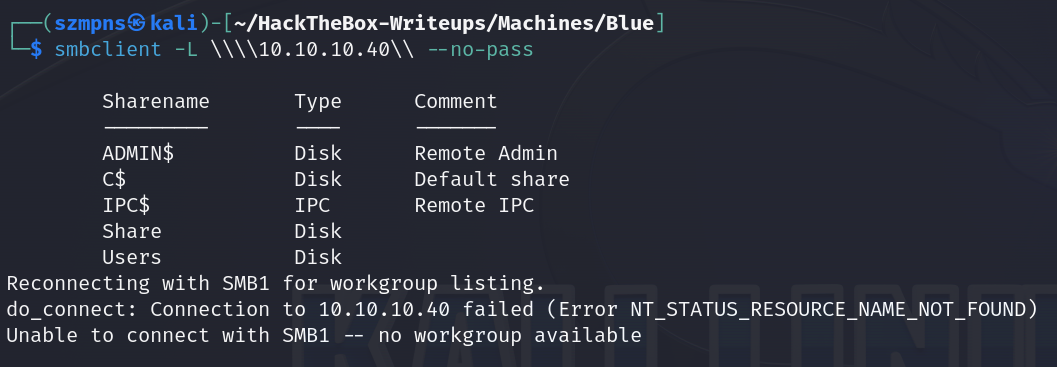 (szmpns㉿kali)-[~/HackTheBox-Writeups/Machines/Blue]
$ smbclient -L \\\\10.10.10.40\\ --no-pass
Sharename Type Comment
--------- ---- -------
ADMIN$ Disk Remote Admin
C$ Disk Default share
IPC$ IPC Remote IPC
Share Disk
Users Disk
Reconnecting with SMB1 for workgroup listing.
do_connect: Connection to 10.10.10.40 failed (Error NT_STATUS_RESOURCE_NAME_NOT_FOUND)
Unable to connect with SMB1 -- no workgroup available